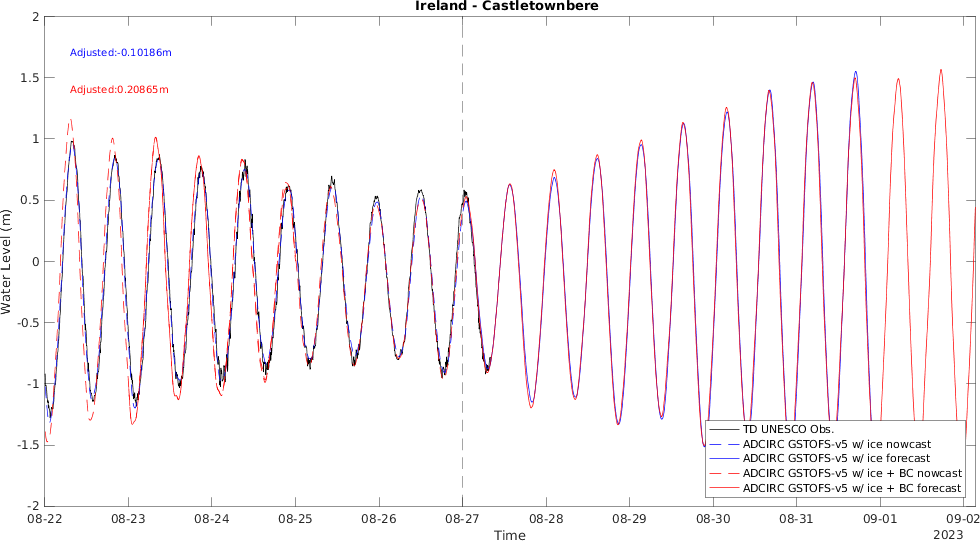 Ireland - Castletownbere
2
1.5
1
0.5
0
-0.5
-1
-1.5
-2
Water Level (m)
Adjusted:-0.10186m
Adjusted:0.20865m
TD UNESCO Obs.
ADCIRC GSTOFS-v5 w/ ice nowcast
ADCIRC GSTOFS-v5 w/ ice forecast
ADCIRC GSTOFS-v5 w/ ice + BC nowcast
ADCIRC GSTOFS-v5 w/ ice + BC forecast
08-22 08-23 08-24 08-25 08-26 08-27 08-28 08-29 08-30 08-31 09-01 09-02
Time
2023